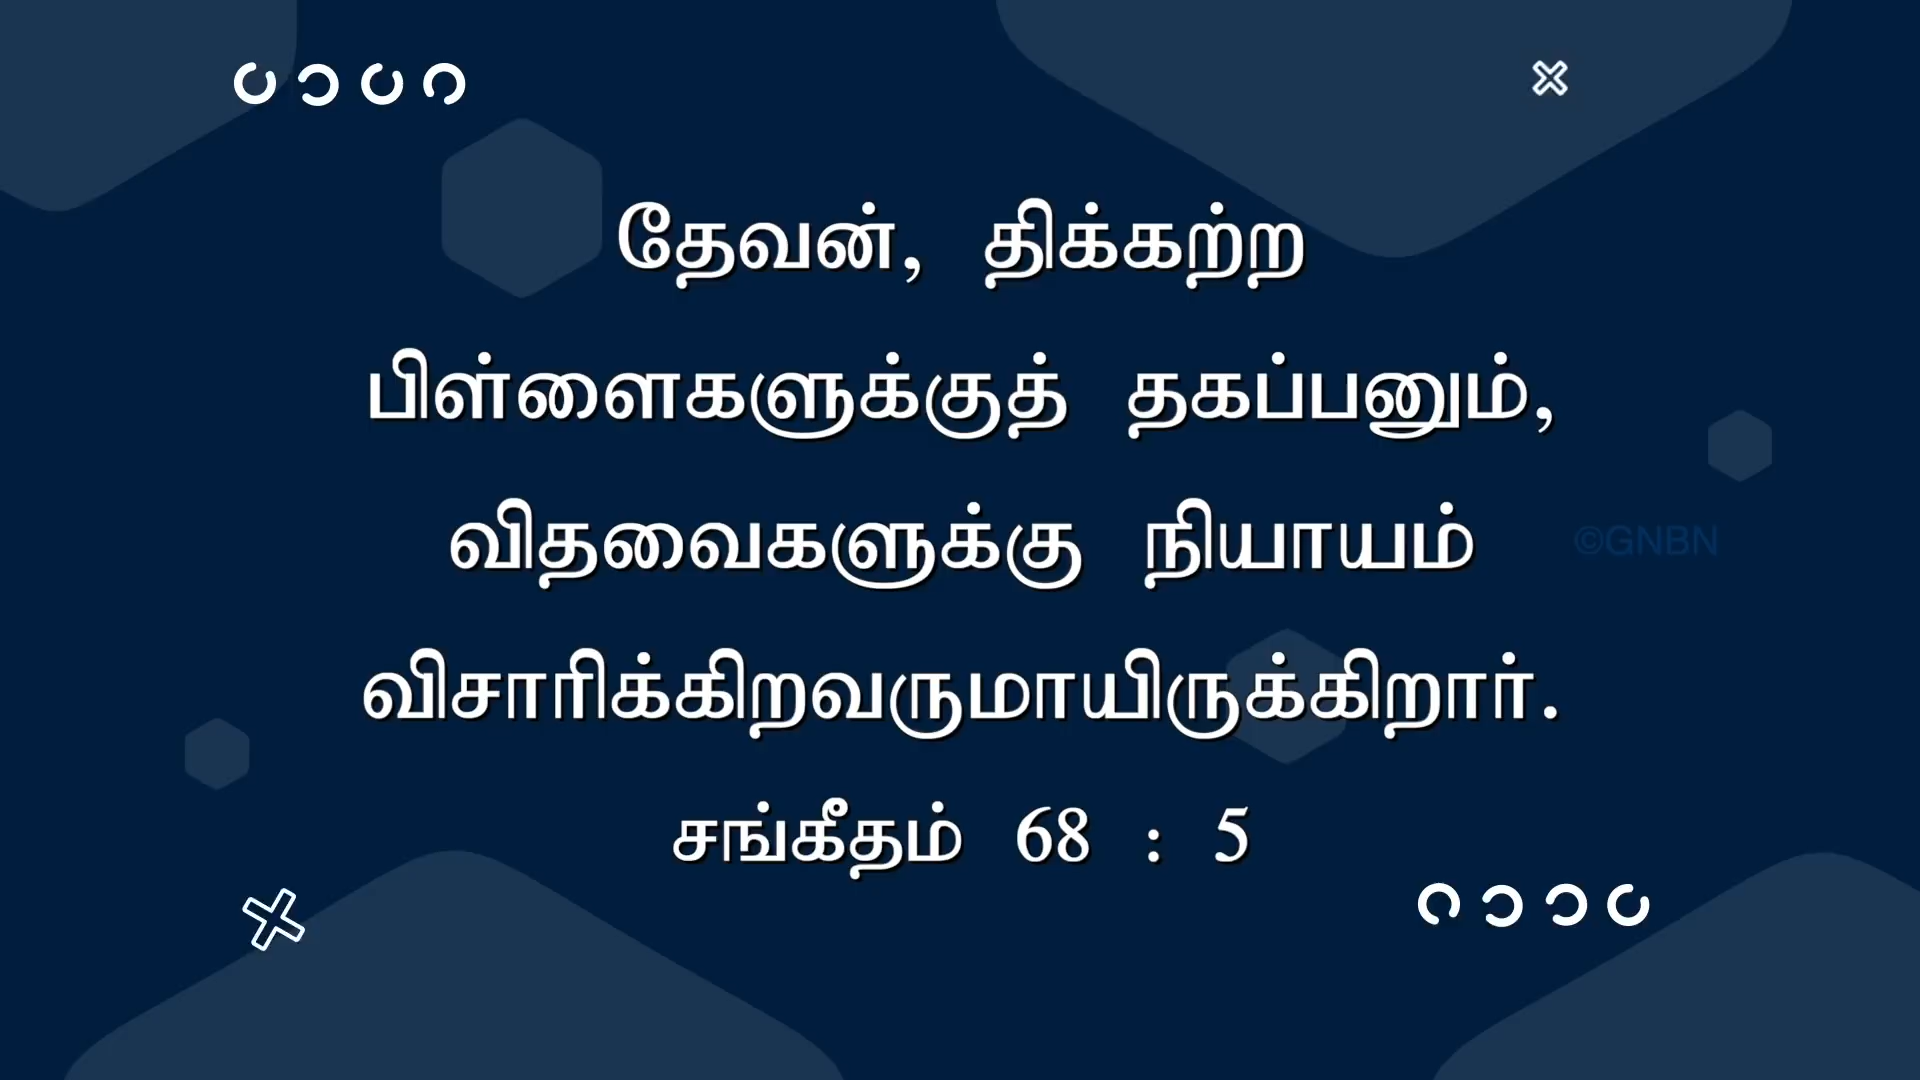 தேவன், திக்கற்ற
பிள்ளைகளுக்குத் தகப்பனும்,
விதவைகளுக்கு நியாயம்
©GNBN
விசாரிக்கிறவருமாயிருக்கிறார்.
சங்கீதம் 68 : 5